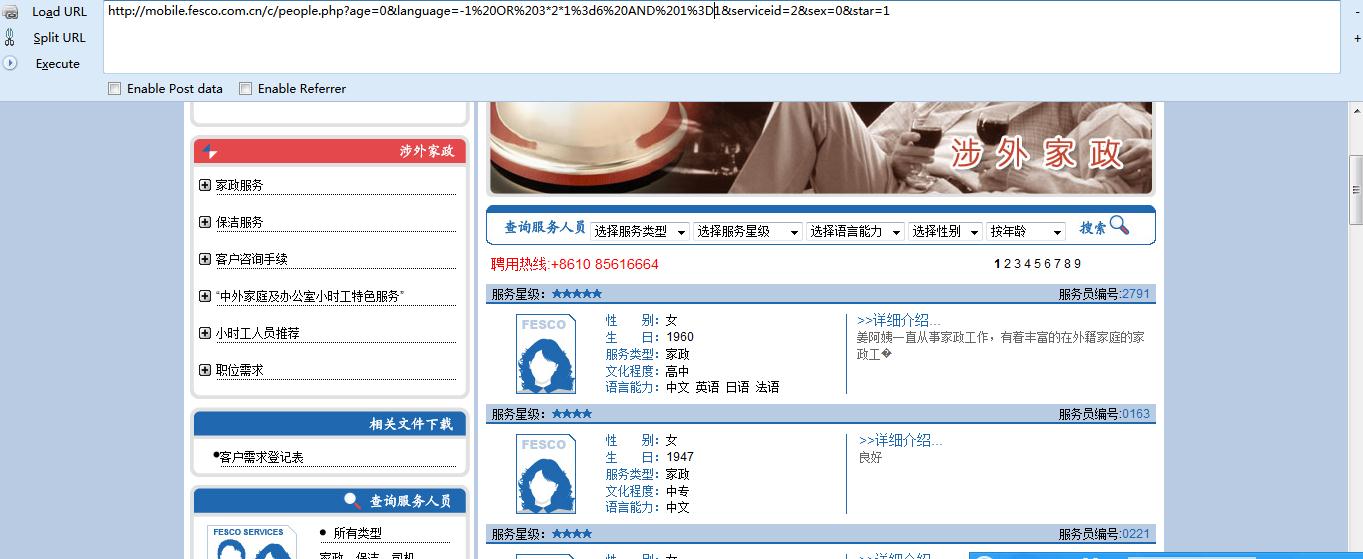 Load URL
http://mobile.fesco.com.cn/c/people.php?age=0&language=-1%20OR%203*2*1%3d6%20AND%201%3D1&serviceid=2&sex=0&star=1
Split URL
Execute
Enable Post data Enable Referrer
涉外家政
家政服务
保洁服务
客户咨询手续
“中外家庭及办公室小时工特色服务”
小时工人员推荐
职位需求
相关文件下载
客户需求登记表
查询服务人员
FESCO SERVICES
所有类型
家政 保洁 司机
涉外家政
查询服务人员 选择服务类型 选择服务星级 选择语言能力 选择性别 按年龄 搜索
聘用热线:+8610 85616664
1 2 3 4 5 6 7 8 9
服务星级: ★★★★★ 服务员编号:2791
FESCO
性 别: 女
生 日: 1960
服务类型: 家政
文化程度: 高中
语言能力: 中文 英语 日语 法语
>>详细介绍...
姜阿姨一直从事家政工作，有着丰富的在外籍家庭的家
政工�
服务星级: ★★★★ 服务员编号:0163
FESCO
性 别: 女
生 日: 1947
服务类型: 家政
文化程度: 中专
语言能力: 中文
>>详细介绍...
良好
服务星级: ★★★★ 服务员编号:0221
性 别: 女
>>详细介绍...